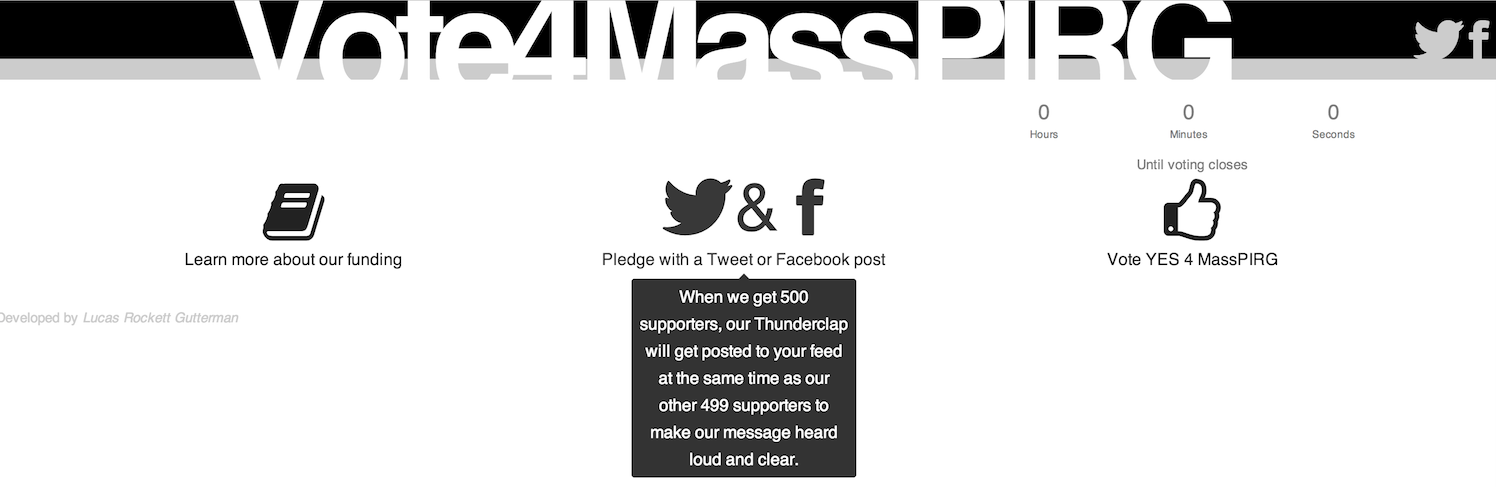 Vote4MassPIRG
0 0 0
Hours Minutes Seconds
Until voting closes
&
Learn more about our funding
Pledge with a Tweet or Facebook post
Vote YES 4 MassPIRG
When we get 500
supporters, our Thunderclap
will get posted to your feed
at the same time as our
other 499 supporters to
make our message heard
loud and clear.
Developed by Lucas Rockett Gutterman